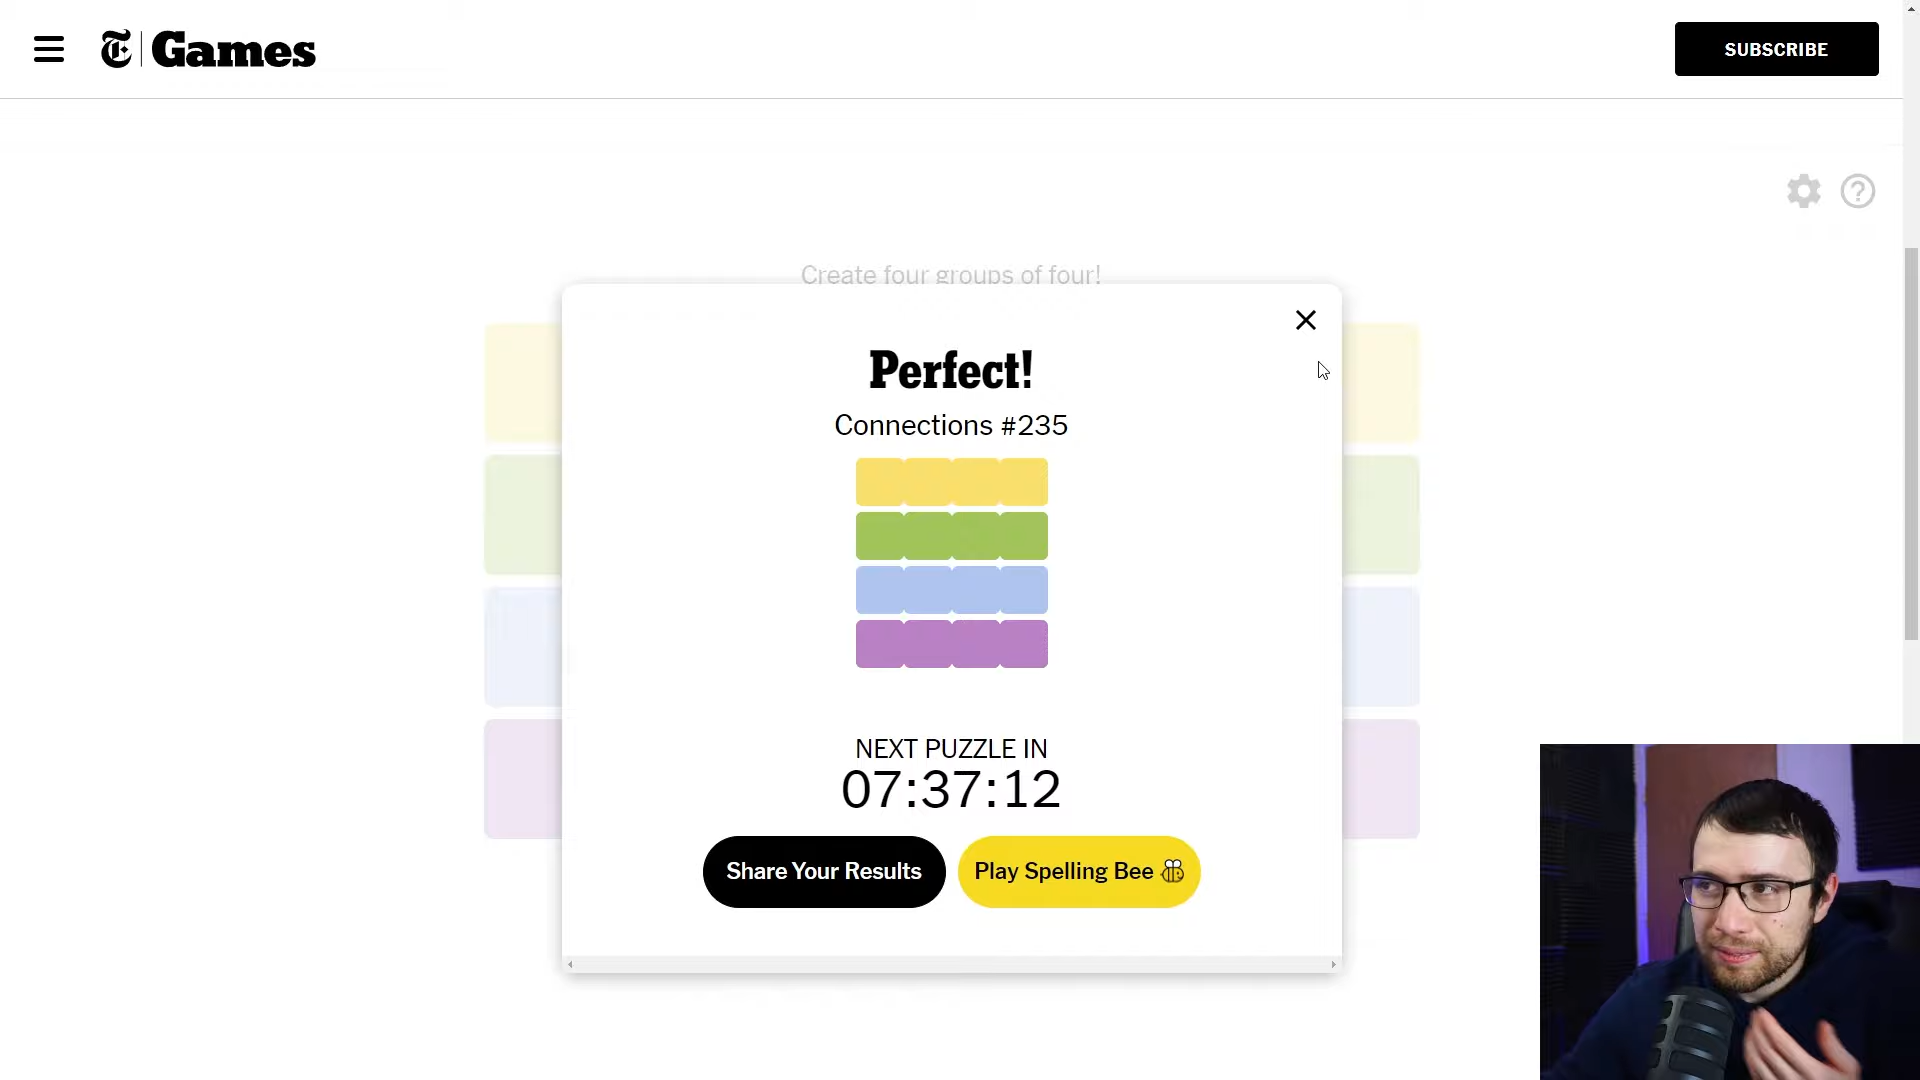 T Games
SUBSCRIBE
Create four groups of four!
Perfect!
Connections #235
NEXT PUZZLE IN
07:37:12
Share Your Results
Play Spelling Bee